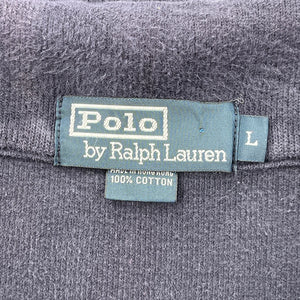 Polo
by Ralph Lauren
L
MADE IN HONG KONG
100% COTTON